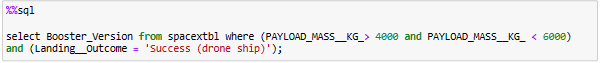 %%sql
select Booster_Version from spacextbl where (PAYLOAD_MASS__KG_> 4000 and PAYLOAD_MASS__KG_ < 6000)
and (Landing__Outcome = 'Success (drone ship)');